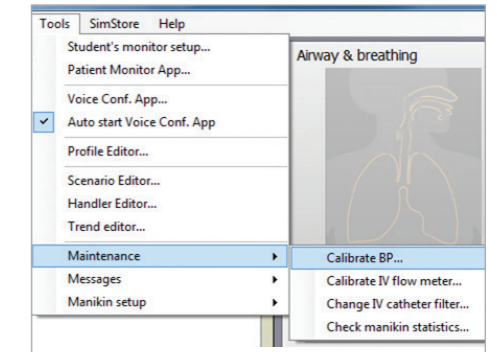 Tools SimStore Help
Student's monitor setup...
Patient Monitor App...
Voice Conf. App...
Auto start Voice Conf. App
Profile Editor...
Scenario Editor...
Handler Editor...
Trend editor...
Maintenance
Messages
Manikin setup
Airway & breathing
Calibrate BP...
Calibrate IV flow meter...
Change IV catheter filter...
Check manikin statistics...